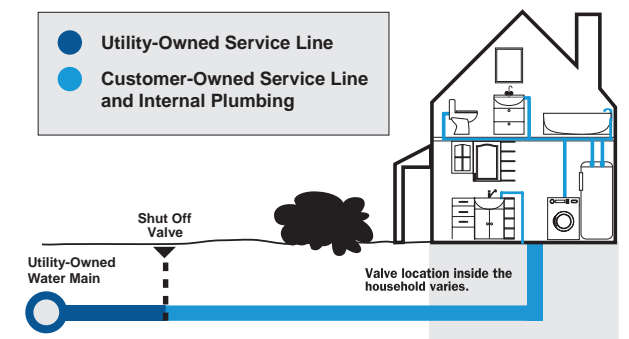 Utility-Owned Service Line
Customer-Owned Service Line
and Internal Plumbing
Shut Off
Valve
Utility-Owned
Water Main
Valve location inside the
household varies.